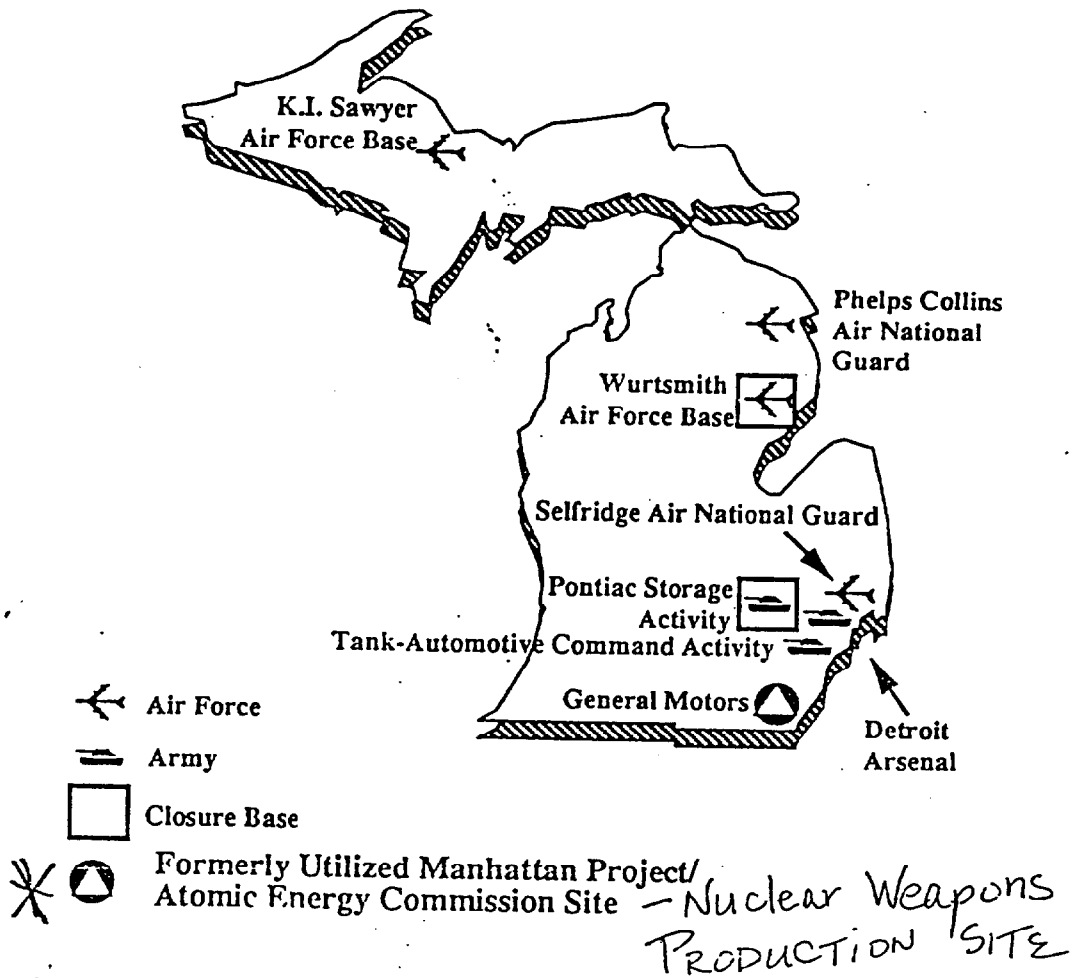 K.I. Sawyer
Air Force Base
Phelps Collins
Air National
Guard
Wurtsmith
Air Force Base
Selfridge Air National Guard
Pontiac Storage
Activity
Tank-Automotive Command Activity
General Motors
Detroit
Arsenal
Air Force
Army
Closure Base
Formerly Utilized Manhattan Project/
Atomic Energy Commission Site – Nuclear Weapons
PRODUCTION SITE